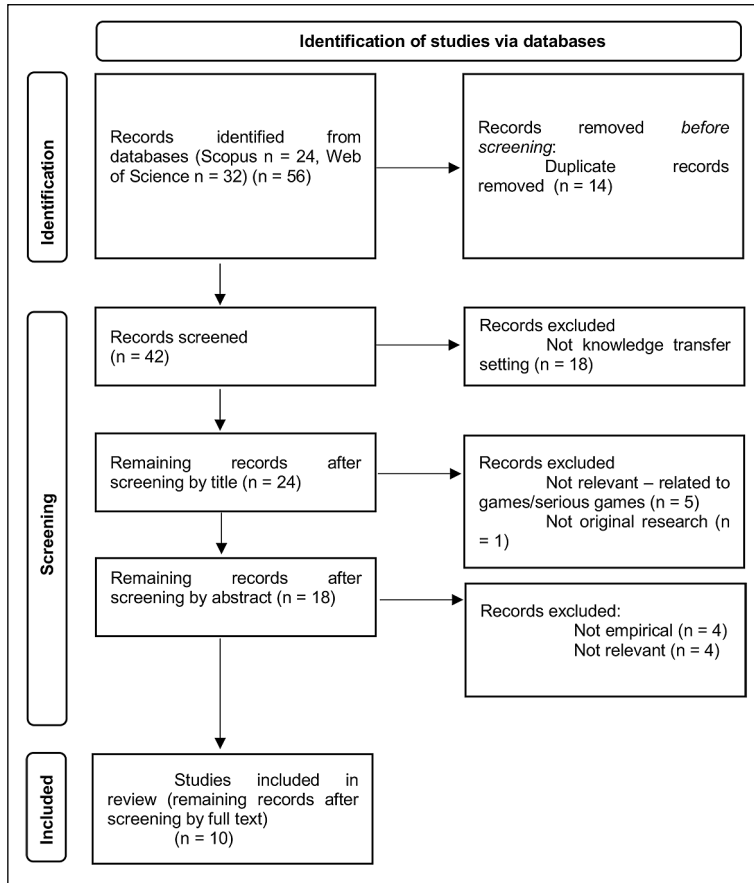 Identification of studies via databases
Identification
Records identified from
databases (Scopus n = 24, Web
of Science n = 32) (n = 56)
Records removed before
screening:
Duplicate records
removed (n = 14)
Screening
Records screened
(n = 42)
Records excluded
Not knowledge transfer
setting (n = 18)
Remaining records after
screening by title (n = 24)
Records excluded
Not relevant – related to
games/serious games (n = 5)
Not original research (n
= 1)
Remaining records after
screening by abstract (n = 18)
Records excluded:
Not empirical (n = 4)
Not relevant (n = 4)
Included
Studies included in
review (remaining records after
screening by full text)
(n = 10)